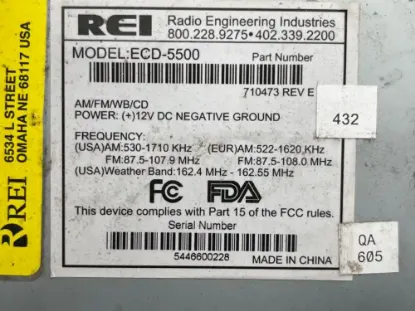 REI Radio Engineering Industries
800.228.9275•402.339.2200
MODEL:ECD-5500 Part Number
710473 REV E
AM/FM/WB/CD
POWER: (+)12V DC NEGATIVE GROUND
432
FREQUENCY:
(USA)AM:530-1710 KHz (EUR)AM:522-1620 KHz
FM:87.5-107.9 MHz FM:87.5-108.0 MHz
(USA)Weather Band:162.4 MHz - 162.55 MHz
FC FDA
This device complies with Part 15 of the FCC rules.
Serial Number
5446600228 MADE IN CHINA
QA
605
REI
6534 L STREET
OMAHA NE 68117 USA